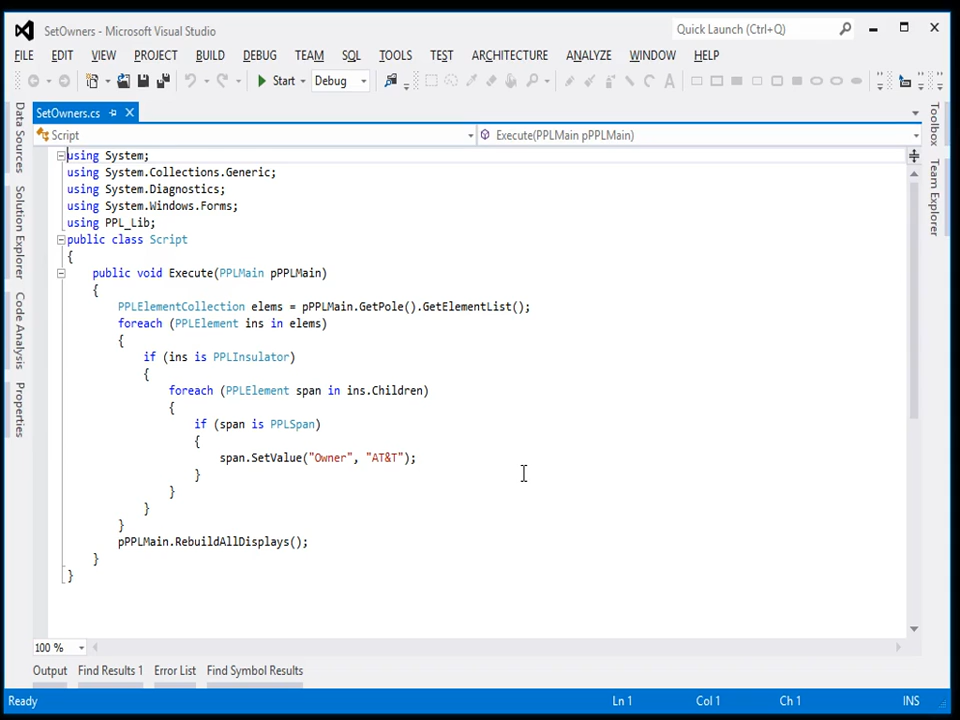 SetOwners - Microsoft Visual Studio
Quick Launch (Ctrl+Q)
FILE EDIT VIEW PROJECT BUILD DEBUG TEAM SQL TOOLS TEST ARCHITECTURE ANALYZE WINDOW HELP
Start Debug
SetOwners.cs
Script
Execute(PPLMain pPPLMain)
Data Sources
Solution Explorer
Code Analysis
Properties
Toolbox
Team Explorer
using System;
using System.Collections.Generic;
using System.Diagnostics;
using System.Windows.Forms;
using PPL_Lib;
public class Script
{
    public void Execute(PPLMain pPPLMain)
    {
        PPLElementCollection elems = pPPLMain.GetPole().GetElementList();
        foreach (PPLElement ins in elems)
        {
            if (ins is PPLInsulator)
            {
                foreach (PPLElement span in ins.Children)
                {
                    if (span is PPLSpan)
                    {
                        span.SetValue("Owner", "AT&T");
                    }
                }
            }
        }
        pPPLMain.RebuildAllDisplays();
    }
}
100 %
Output Find Results 1 Error List Find Symbol Results
Ready Ln 1 Col 1 Ch 1 INS